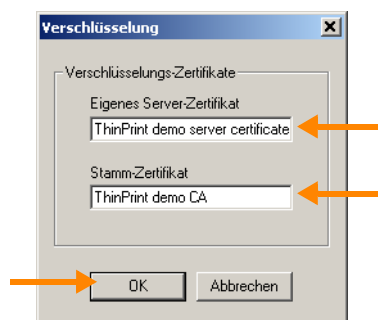 Verschlüsselung
Verschlüsselungs-Zertifikate
Eigenes Server-Zertifikat
ThinPrint demo server certificate
Stamm-Zertifikat
ThinPrint demo CA
OK Abbrechen